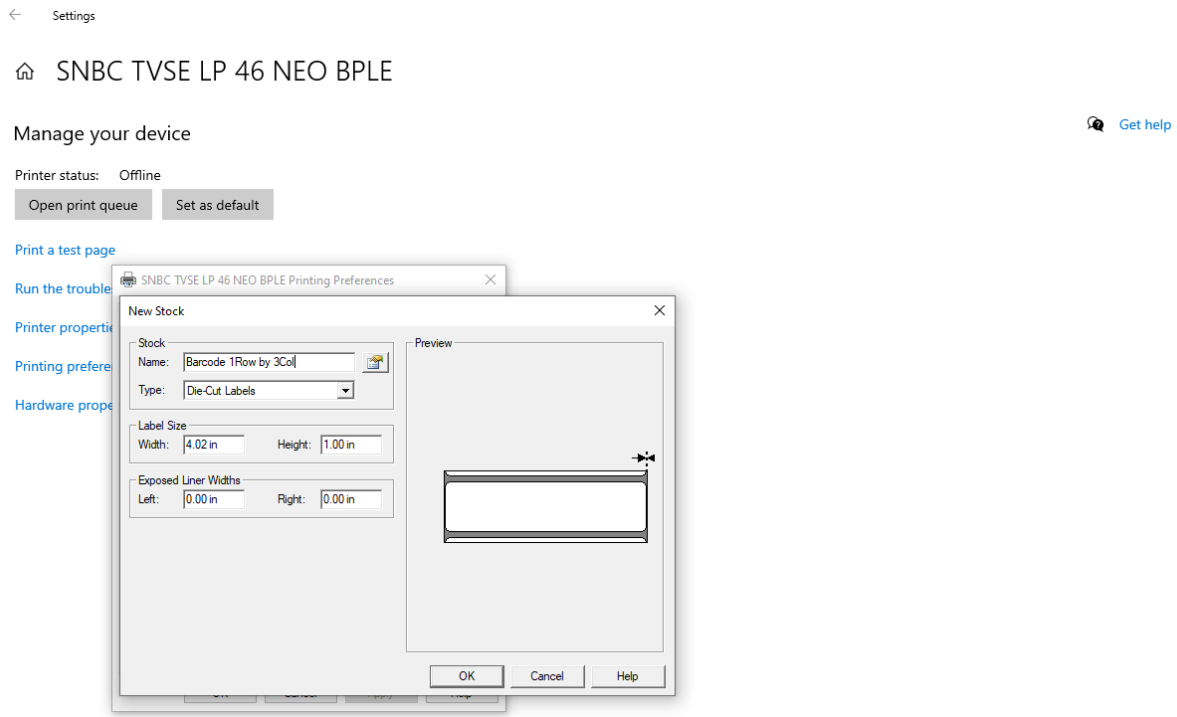 Settings
SNBC TVSE LP 46 NEO BPLE
Get help
Manage your device
Printer status: Offline
Open print queue Set as default
Print a test page
Run the trouble
Printer properti
Printing prefere
Hardware prope
SNBC TVSE LP 46 NEO BPLE Printing Preferences
New Stock
Stock
Name: Barcode 1Row by 3Col
Type: Die-Cut Labels
Label Size
Width: 4.02 in Height: 1.00 in
Exposed Liner Widths
Left: 0.00 in Right: 0.00 in
Preview
OK Cancel Help